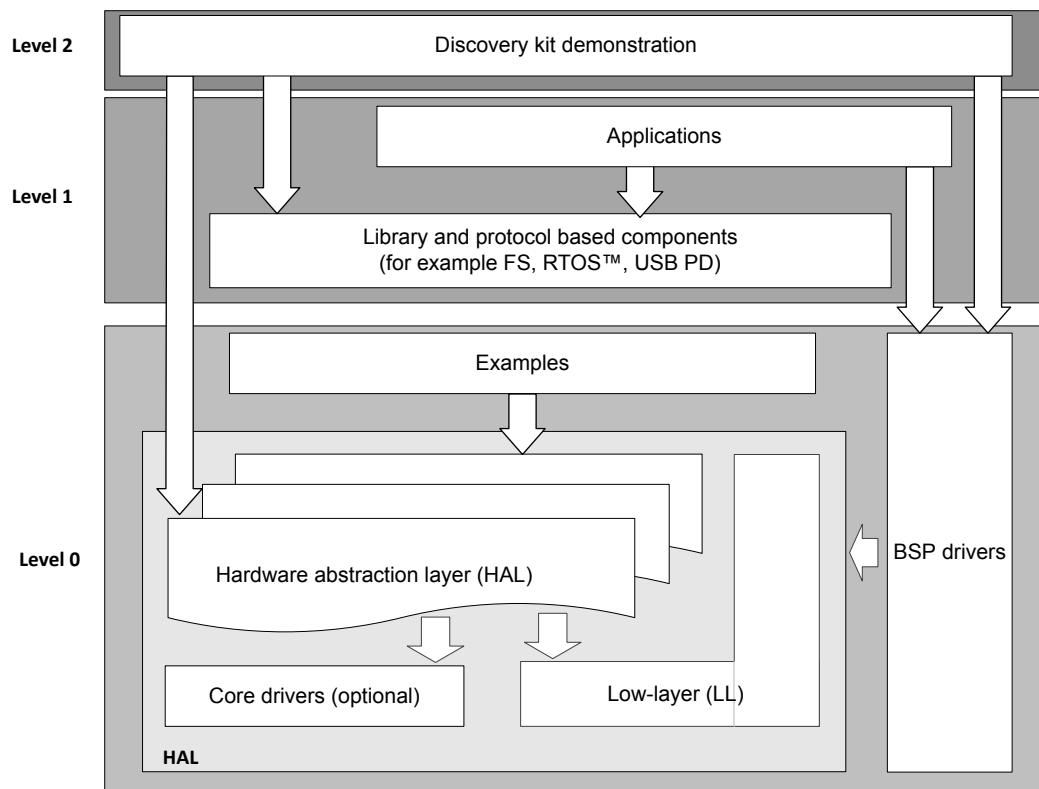 Level 2
Discovery kit demonstration
Applications
Level 1
Library and protocol based components
(for example FS, RTOS™, USB PD)
Examples
Level 0
Hardware abstraction layer (HAL)
BSP drivers
Core drivers (optional)
Low-layer (LL)
HAL